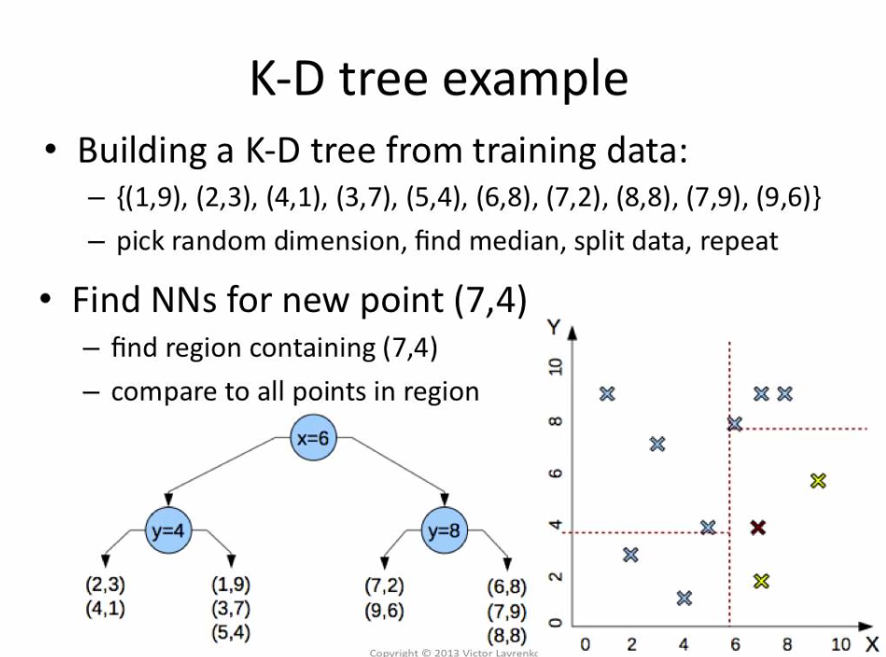 K-D tree example
• Building a K-D tree from training data:
– {(1,9), (2,3), (4,1), (3,7), (5,4), (6,8), (7,2), (8,8), (7,9), (9,6)}
– pick random dimension, find median, split data, repeat
• Find NNs for new point (7,4)
– find region containing (7,4)
– compare to all points in region
x=6
y=4
y=8
(2,3)
(4,1)
(1,9)
(3,7)
(5,4)
(7,2)
(9,6)
(6,8)
(7,9)
(8,8)
Y
10
8
6
4
2
0
0 2 4 6 8 10 X
Copyright © 2013 Victor Lavrenko